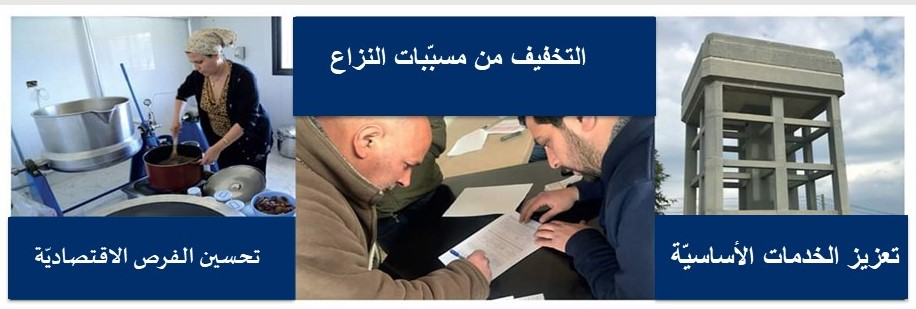 التخفيف من مسبّبات النزاع
تعزيز الخدمات الأساسيّة
تحسين الفرص الاقتصاديّة